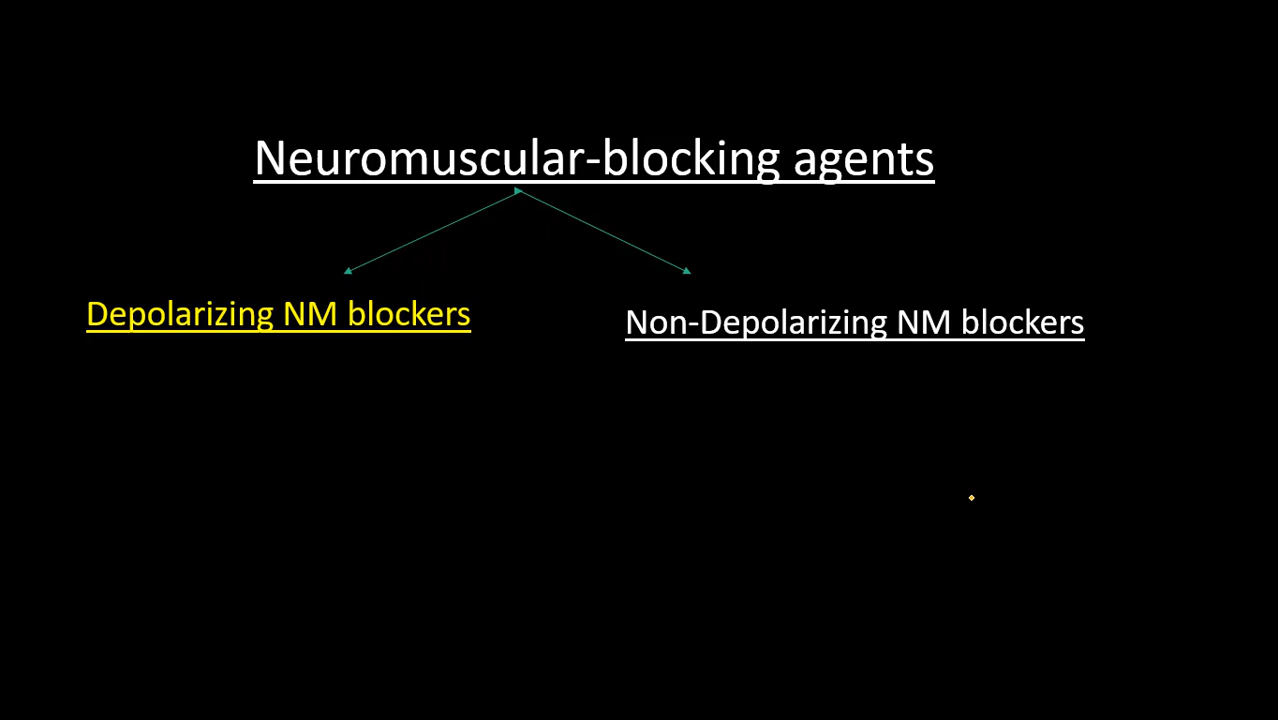 Neuromuscular-blocking agents
Depolarizing NM blockers
Non-Depolarizing NM blockers